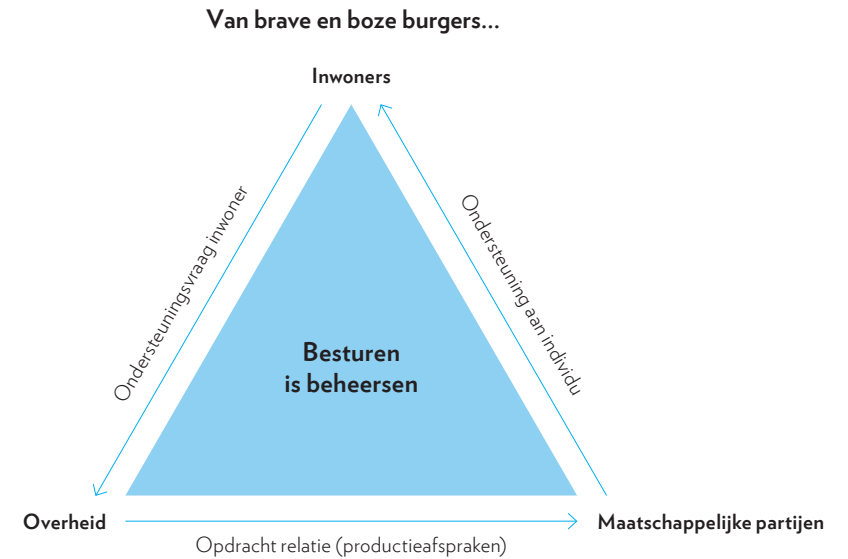 Van brave en boze burgers...
Inwoners
Ondersteuningsvraag inwoner
Ondersteuning aan individu
Besturen
is beheersen
Overheid
Maatschappelijke partijen
Opdracht relatie (productieafspraken)